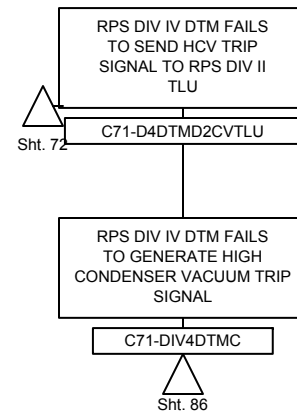 RPS DIV IV DTM FAILS
TO SEND HCV TRIP
SIGNAL TO RPS DIV II
TLU
C71-D4DTMD2CVTLU
Sht. 72
RPS DIV IV DTM FAILS
TO GENERATE HIGH
CONDENSER VACUUM TRIP
SIGNAL
C71-DIV4DTMC
Sht. 86